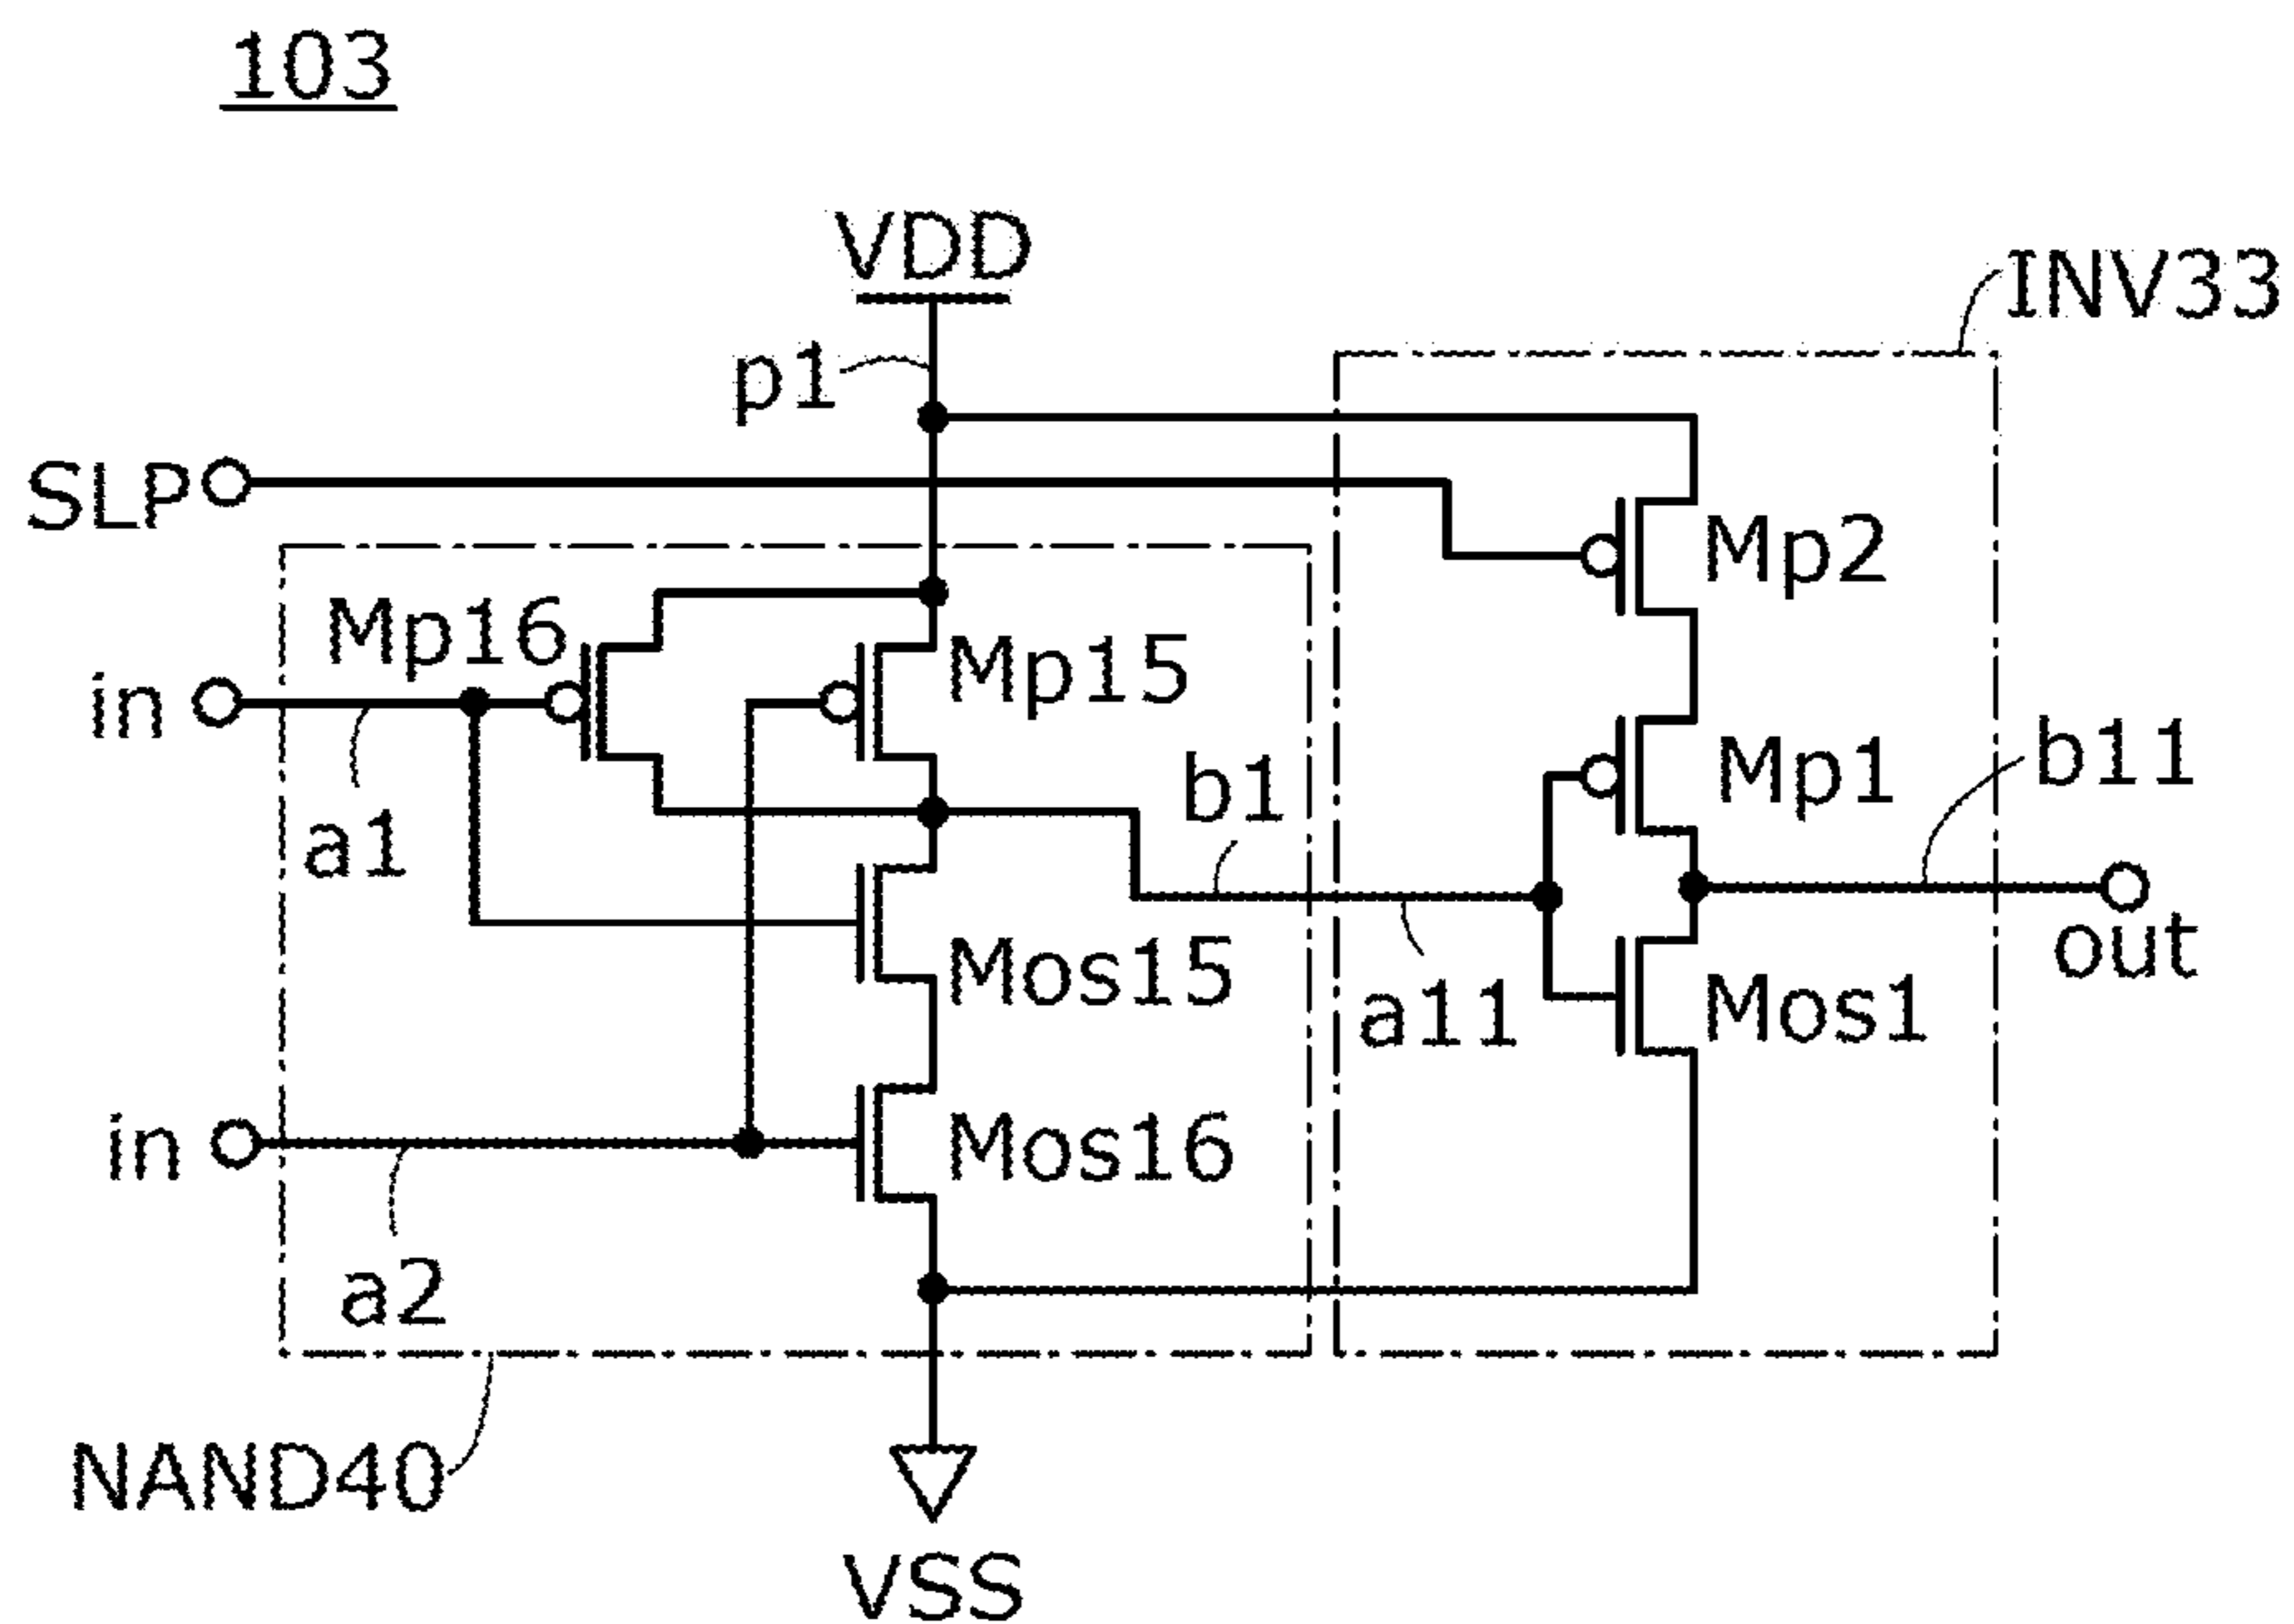 103
VDD
INV33
p1
SLP
Mp2
Mp16
Mp15
in
Mp1
b11
b1
a1
out
Mos15
a11
Mos1
in
Mos16
a2
NAND40
VSS